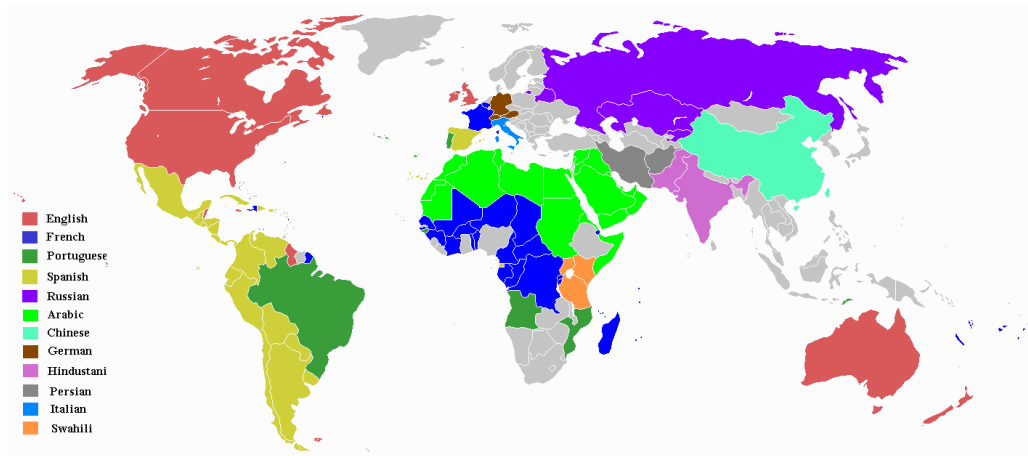 English
French
Portuguese
Spanish
Russian
Arabic
Chinese
German
Hindustani
Persian
Italian
Swahili